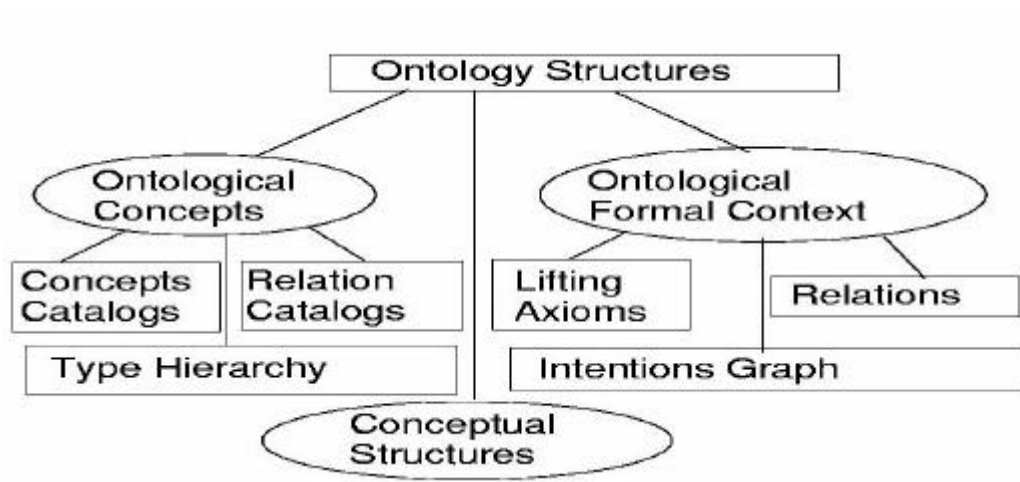 Ontology Structures
Ontological
Concepts
Ontological
Formal Context
Concepts
Catalogs
Relation
Catalogs
Lifting
Axioms
Relations
Type Hierarchy
Intentions Graph
Conceptual
Structures